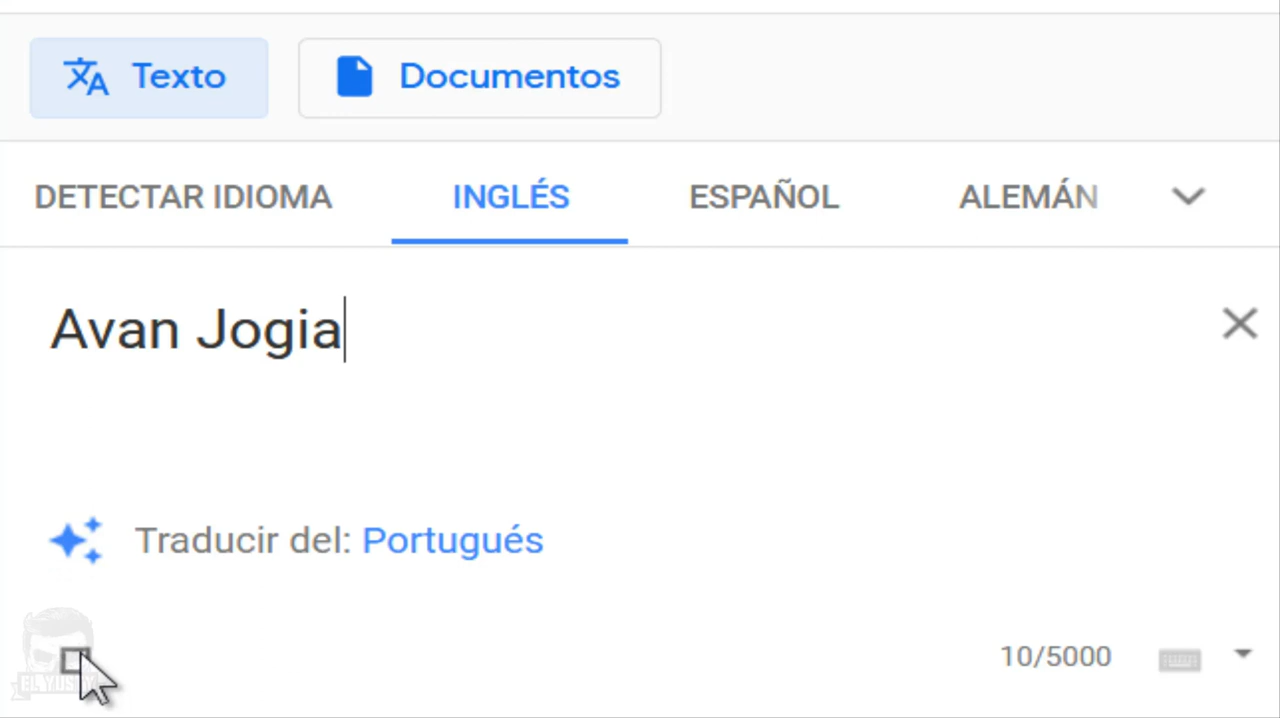 Texto Documentos
DETECTAR IDIOMA INGLÉS ESPAÑOL ALEMÁN
Avan Jogia
Traducir del: Portugués
10/5000